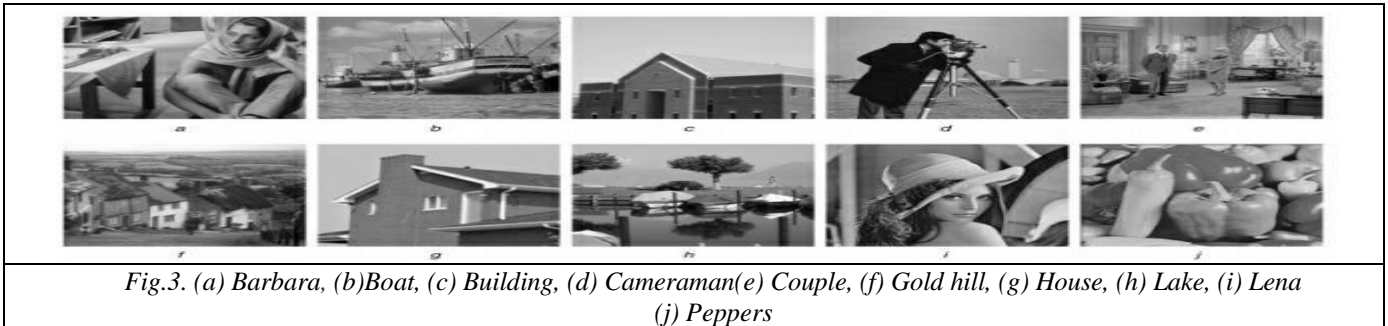 a b c d e
f g h i j
Fig.3. (a) Barbara, (b)Boat, (c) Building, (d) Cameraman(e) Couple, (f) Gold hill, (g) House, (h) Lake, (i) Lena
(j) Peppers